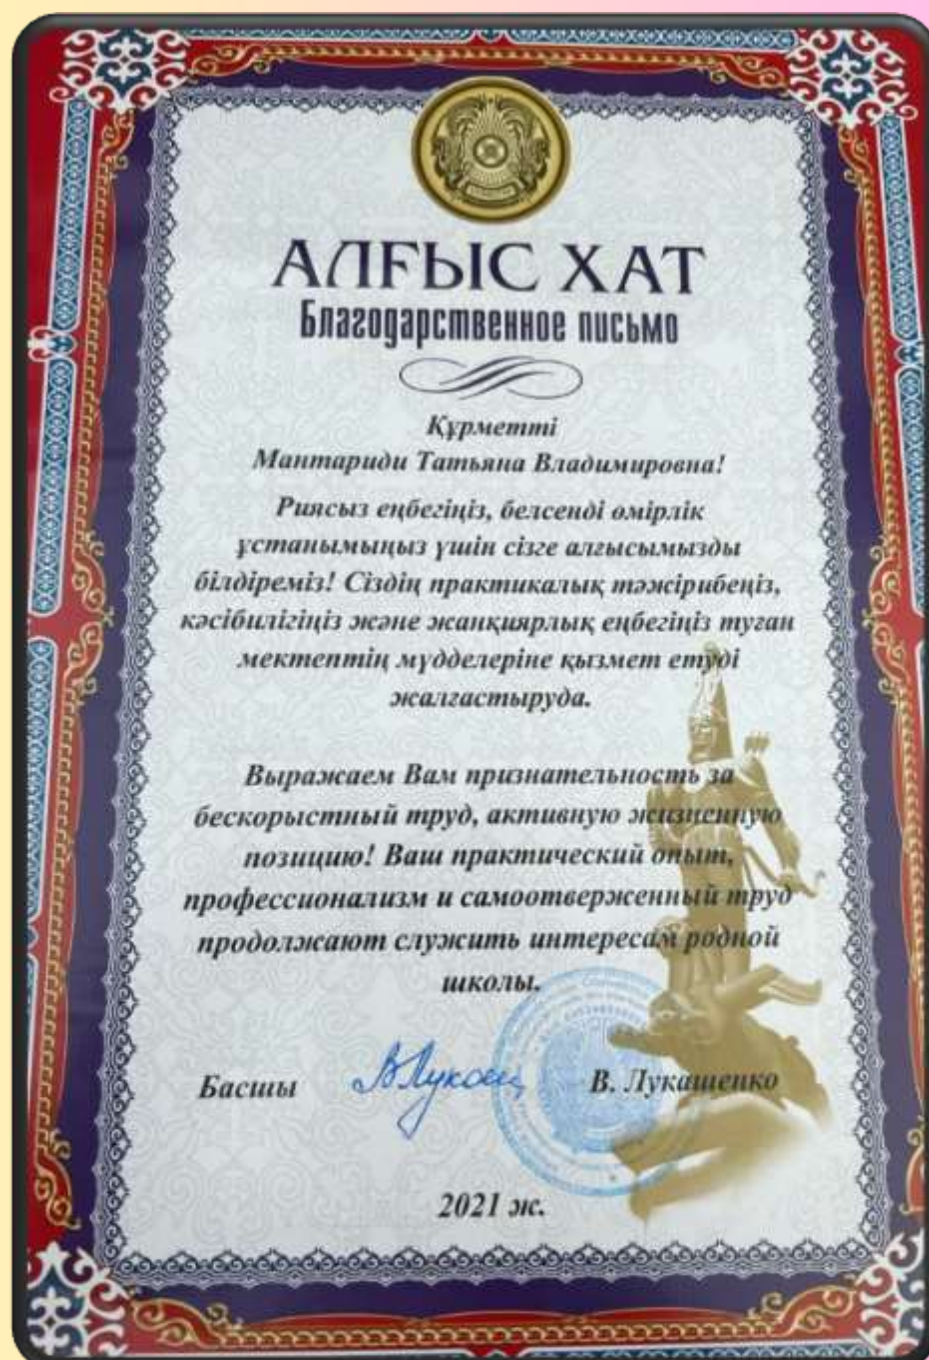 АЛҒЫС ХАТ
Благодарственное письмо
Құрметті
Мантариди Татьяна Владимировна!
Риясыз еңбегіңіз, белсенді өмірлік
ұстанымыңыз үшін сізге алғысымызды
білдіреміз! Сіздің практикалық тәжірибеңіз,
кәсібилігіңіз және жанқиярлық еңбегіңіз туған
мектептің мүдделеріне қызмет етуді
жалғастыруда.
Выражаем Вам признательность за
бескорыстный труд, активную жизненную
позицию! Ваш практический опыт,
профессионализм и самоотверженный труд
продолжают служить интересам родной
школы.
Басшы В. Лукашенко
2021 ж.